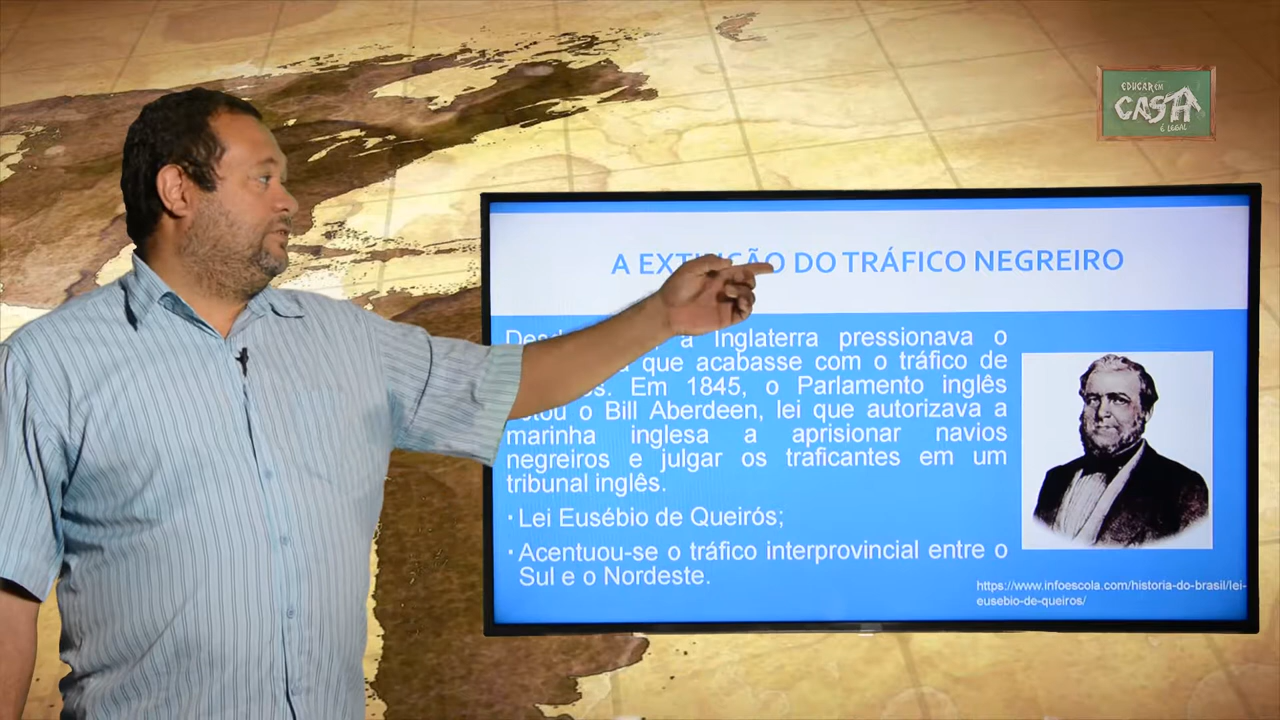 EDUCAR EM
CASA
É LEGAL
A EXTINÇÃO DO TRÁFICO NEGREIRO
a Inglaterra pressionava o
que acabasse com o tráfico de
Em 1845, o Parlamento inglês
o Bill Aberdeen, lei que autorizava a
marinha inglesa a aprisionar navios
negreiros e julgar os traficantes em um
tribunal inglês.
· Lei Eusébio de Queirós;
· Acentuou-se o tráfico interprovincial entre o
Sul e o Nordeste.
https://www.infoescola.com/historia-do-brasil/lei-
eusebio-de-queiros/